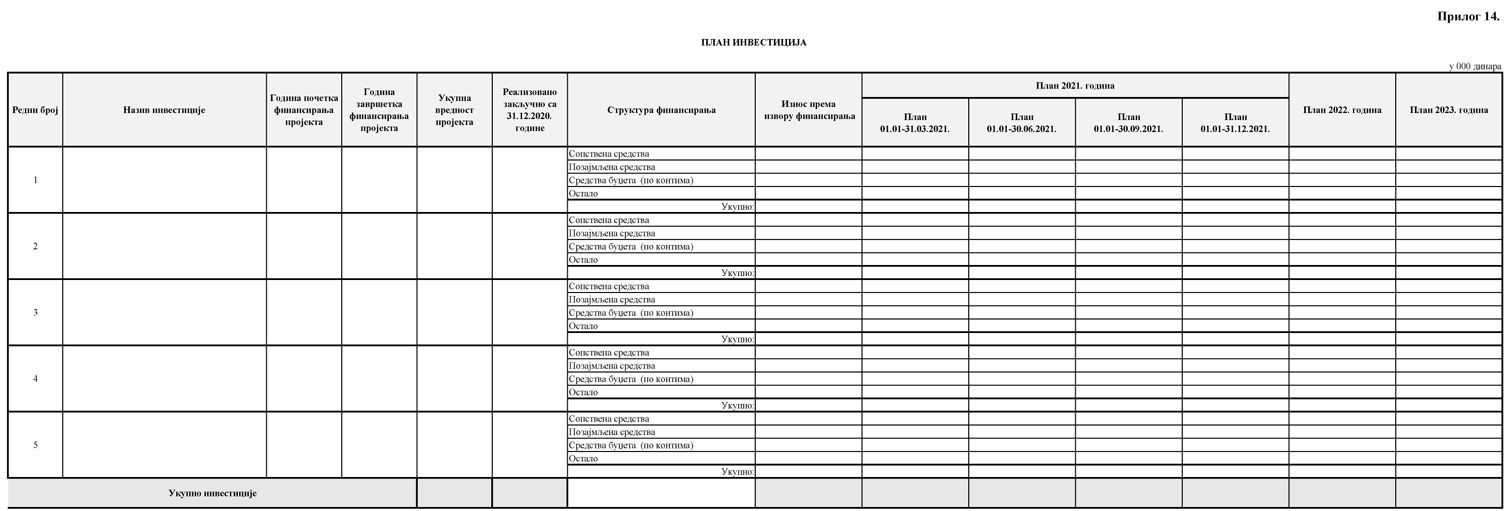 Прилог 14.
ПЛАН ИНВЕСТИЦИЈА
у 000 динара
Редни број
Назив инвестиције
Година почетка
финансирања
пројекта
Година
завршетка
финансирања
пројекта
Укупна
вредност
пројекта
Реализовано
закључно са
31.12.2020.
године
Структура финансирања
Износ према
извору финансирања
План 2021. година
План
01.01-31.03.2021.
План
01.01-30.06.2021.
План
01.01-30.09.2021.
План
01.01-31.12.2021.
План 2022. година
План 2023. година
1
Сопствена средства
Позајмљена средства
Средства буџета (по контима)
Остало
Укупно:
2
Сопствена средства
Позајмљена средства
Средства буџета (по контима)
Остало
Укупно:
3
Сопствена средства
Позајмљена средства
Средства буџета (по контима)
Остало
Укупно:
4
Сопствена средства
Позајмљена средства
Средства буџета (по контима)
Остало
Укупно:
5
Сопствена средства
Позајмљена средства
Средства буџета (по контима)
Остало
Укупно:
Укупно инвестиције